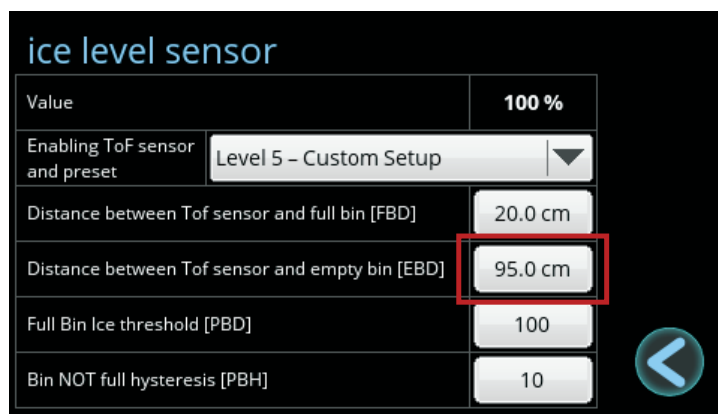 ice level sensor
Value 100 %
Enabling ToF sensor
and preset
Level 5 – Custom Setup
Distance between Tof sensor and full bin [FBD] 20.0 cm
Distance between Tof sensor and empty bin [EBD] 95.0 cm
Full Bin Ice threshold [PBD] 100
Bin NOT full hysteresis [PBH] 10